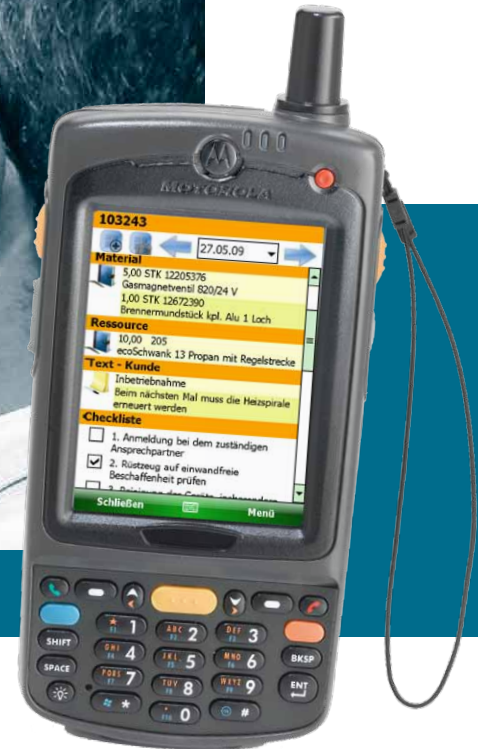 MOTOROLA
103243
27.05.09
Material
5,00 STK 12205376
Gasmagnetventil 820/24 V
1,00 STK 12672390
Brennermundstück kpl. Alu 1 Loch
Ressource
10,00 205
ecoSchwank 13 Propan mit Regelstrecke
Text - Kunde
Inbetriebnahme
Beim nächsten Mal muss die Heizspirale
erneuert werden
Checkliste
1. Anmeldung bei dem zuständigen
Ansprechpartner
2. Rüstzeug auf einwandfreie
Beschaffenheit prüfen
Schließen Menü
* 1 ABC 2 DEF 3
SHIFT GHI 4 JKL 5 MNO 6 BKSP
SPACE 7 TUV 8 9 ENT
* 0 #